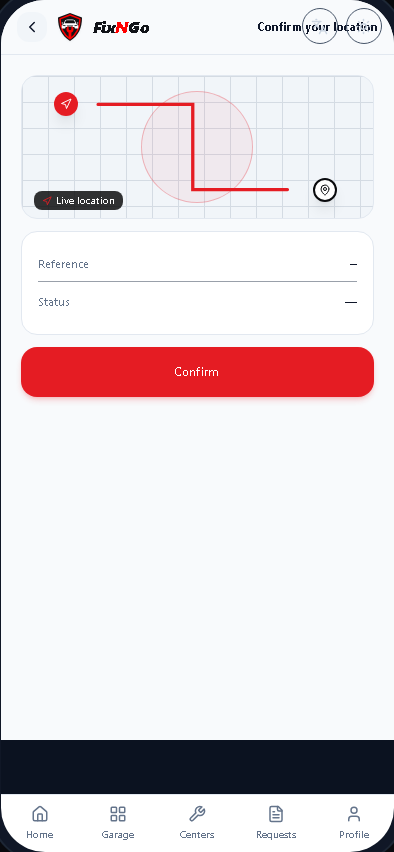 FixNGo
Confirm your location
Live location
Reference –
Status —
Confirm
Home Garage Centers Requests Profile